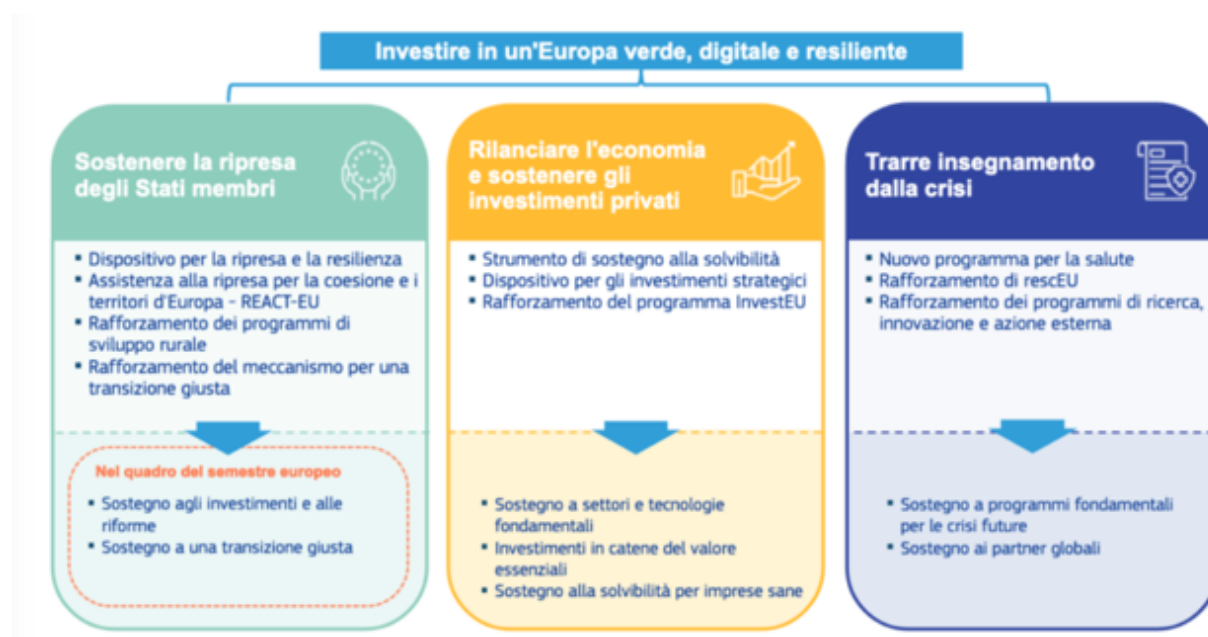 Investire in un'Europa verde, digitale e resiliente
Sostenere la ripresa
degli Stati membri
▪ Dispositivo per la ripresa e la resilienza
▪ Assistenza alla ripresa per la coesione e i
territori d'Europa - REACT-EU
▪ Rafforzamento dei programmi di
sviluppo rurale
▪ Rafforzamento del meccanismo per una
transizione giusta
Nel quadro del semestre europeo
▪ Sostegno agli investimenti e alle
riforme
▪ Sostegno a una transizione giusta
Rilanciare l'economia
e sostenere gli
investimenti privati
▪ Strumento di sostegno alla solvibilità
▪ Dispositivo per gli investimenti strategici
▪ Rafforzamento del programma InvestEU
▪ Sostegno a settori e tecnologie
fondamentali
▪ Investimenti in catene del valore
essenziali
▪ Sostegno alla solvibilità per imprese sane
Trarre insegnamento
dalla crisi
▪ Nuovo programma per la salute
▪ Rafforzamento di rescEU
▪ Rafforzamento dei programmi di ricerca,
innovazione e azione esterna
▪ Sostegno a programmi fondamentali
per le crisi future
▪ Sostegno ai partner globali